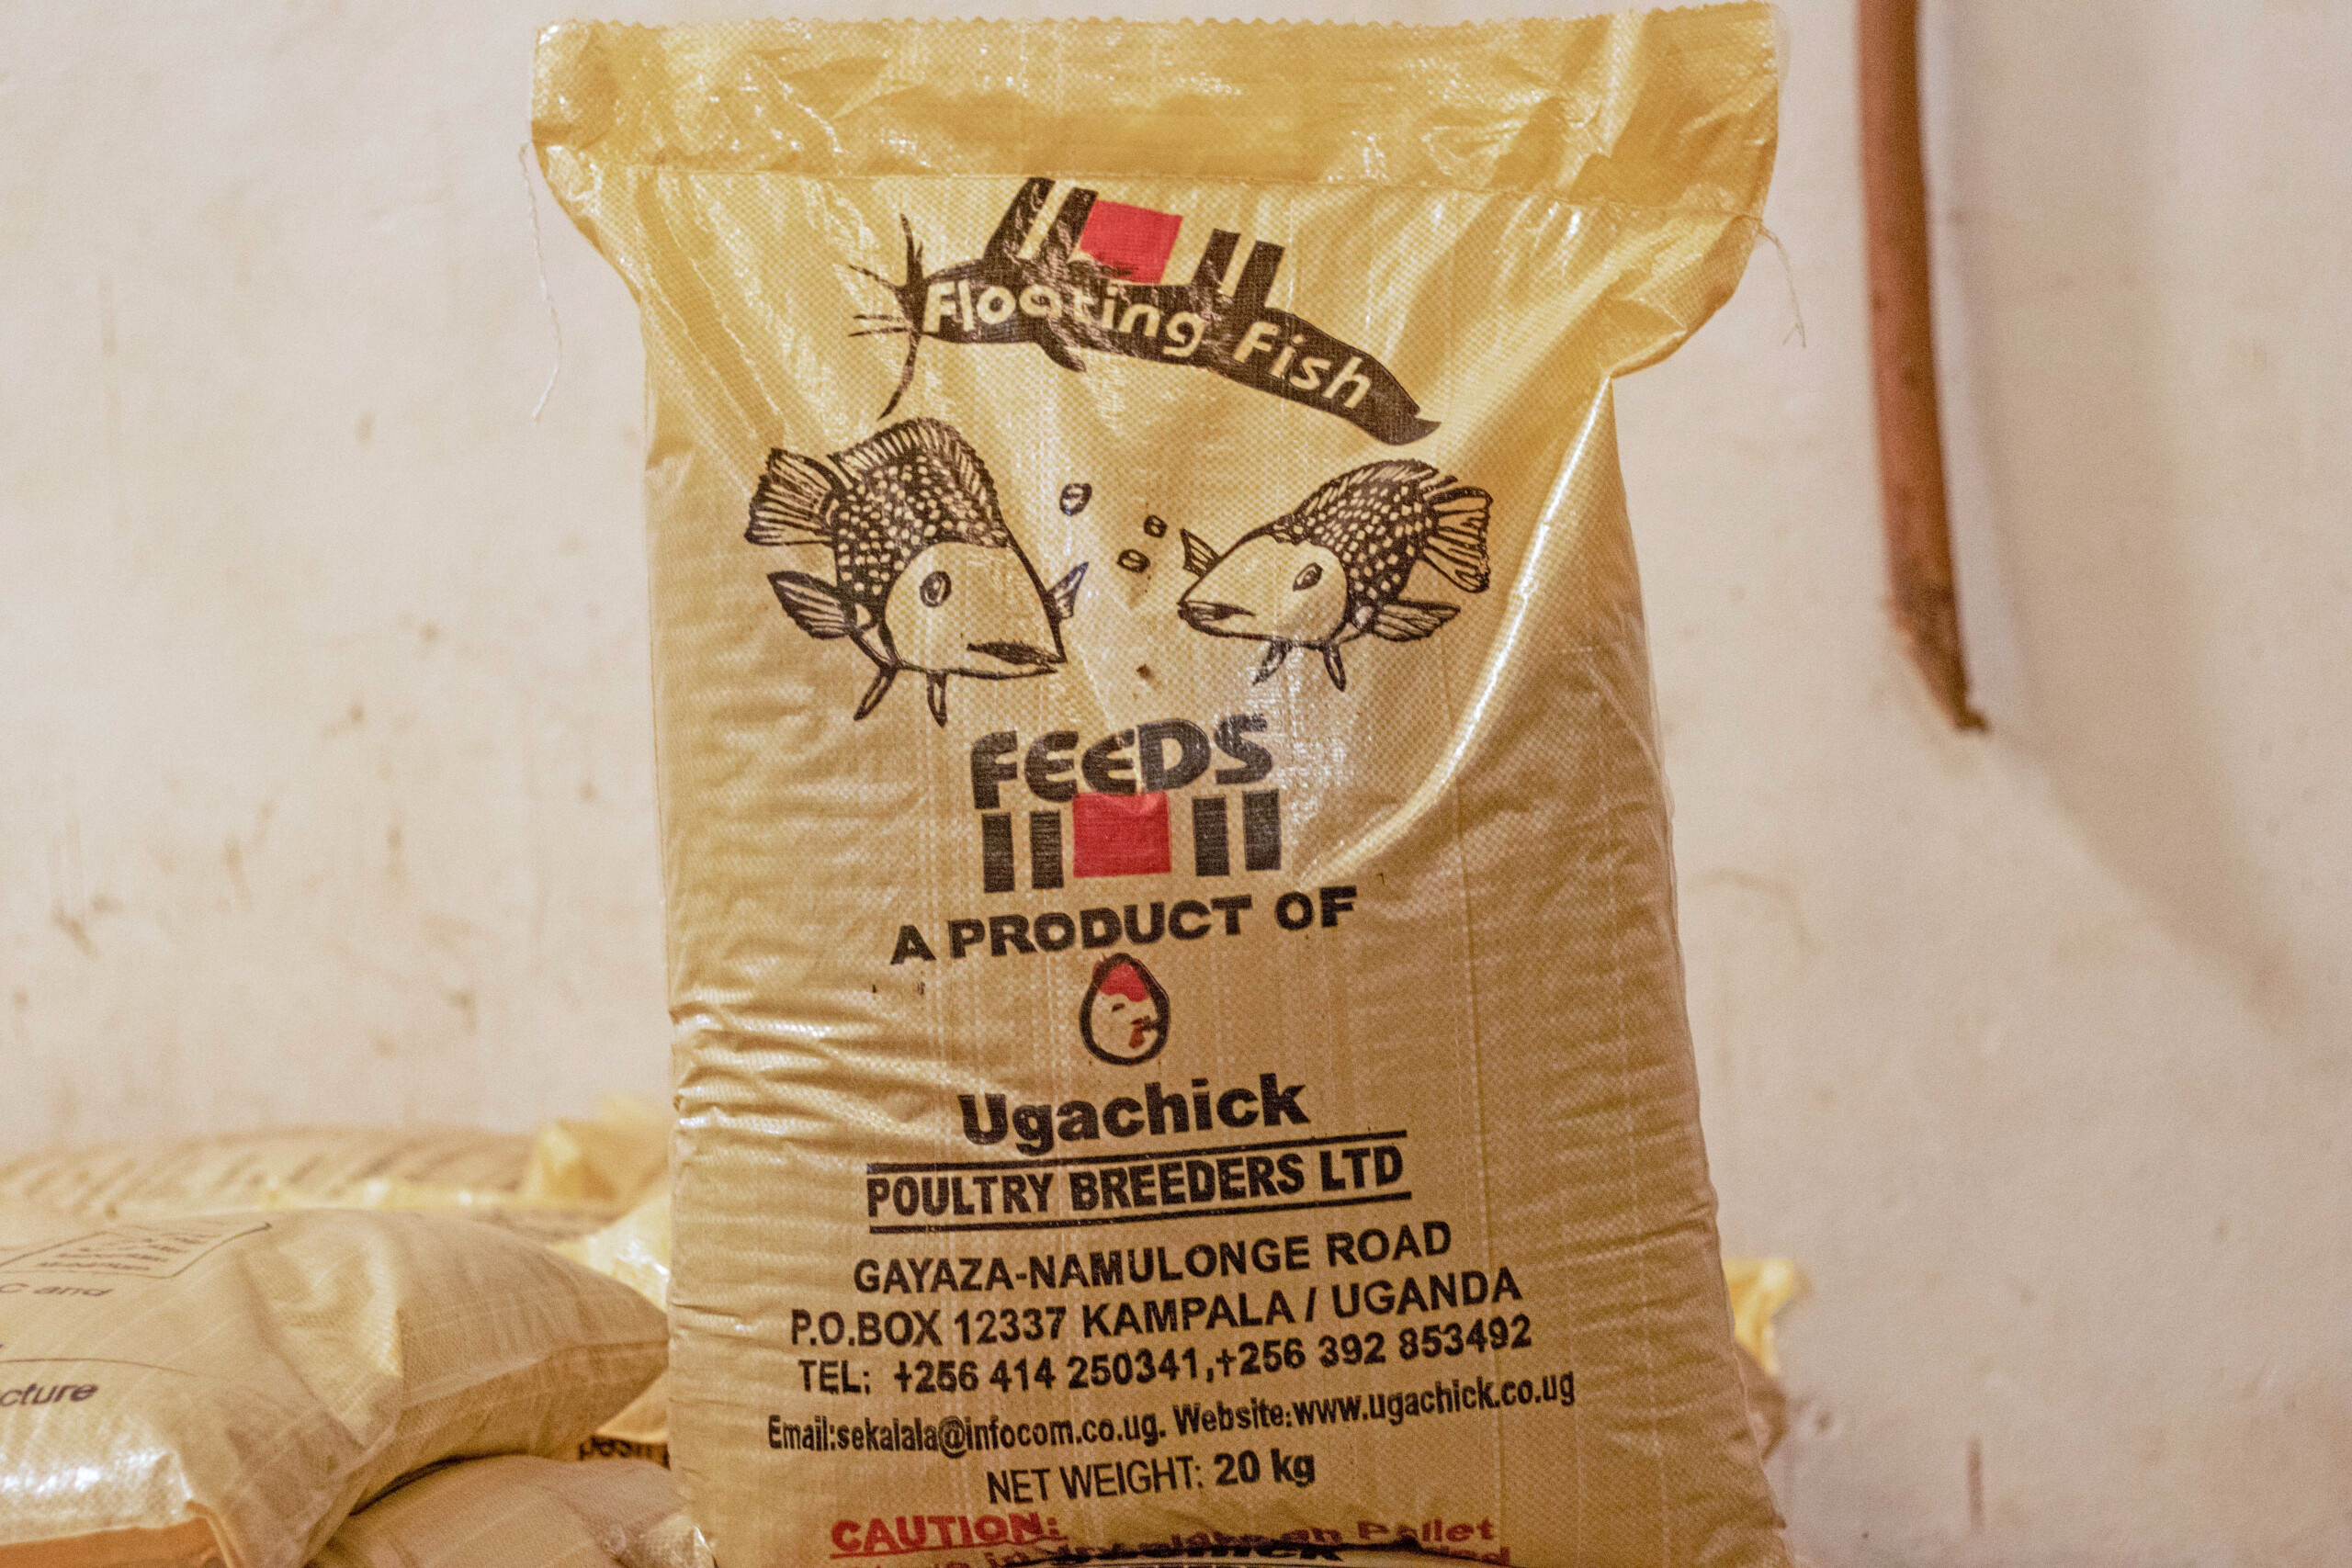 Floating Fish
FEEDS
A PRODUCT OF
Ugachick
POULTRY BREEDERS LTD
GAYAZA-NAMULONGE ROAD
P.O.BOX 12337 KAMPALA / UGANDA
TEL: +256 414 250341,+256 392 853492
Email:sekalala@infocom.co.ug. Website:www.ugachick.co.ug
NET WEIGHT: 20 kg
CAUTION:
Pallet
C and
cture